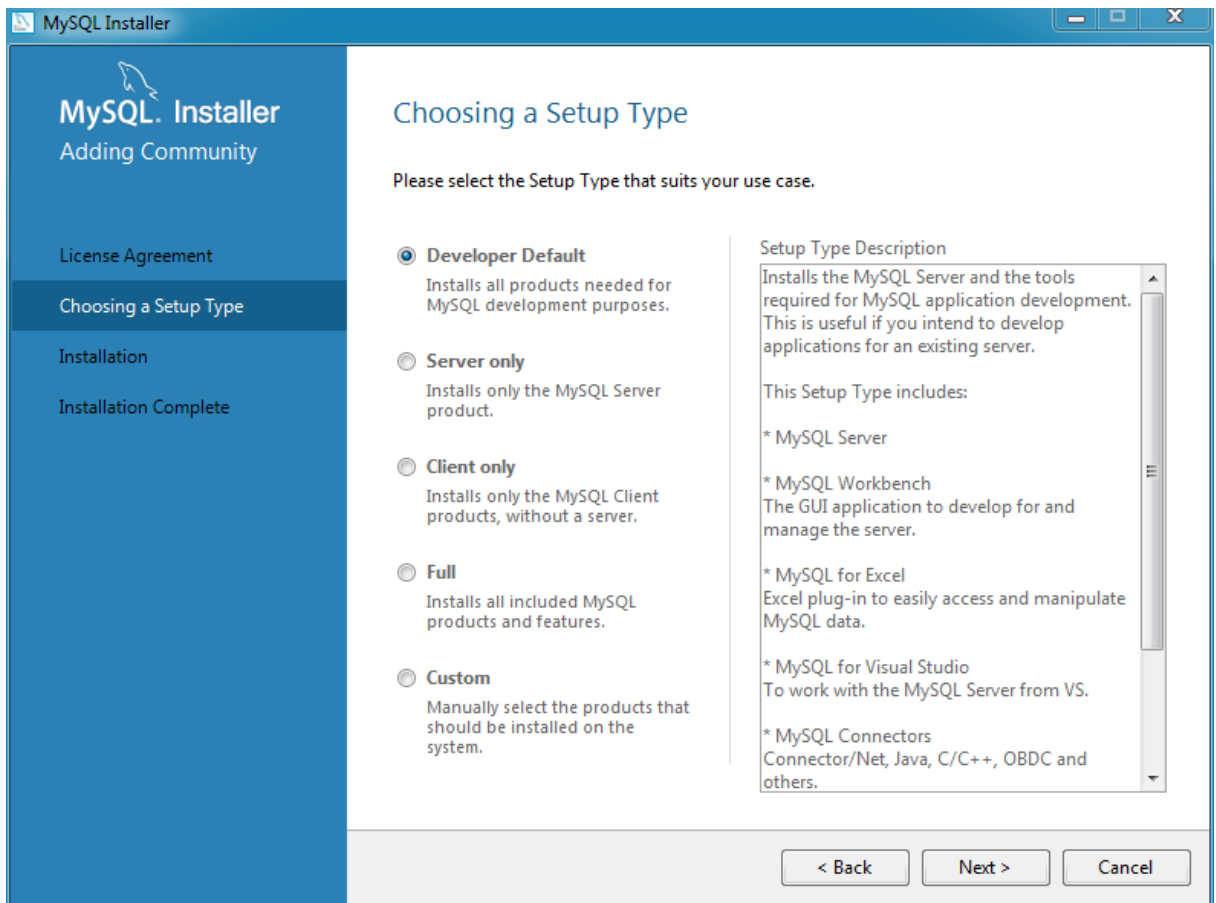 MySQL Installer
MySQL. Installer
Adding Community
License Agreement
Choosing a Setup Type
Installation
Installation Complete
Choosing a Setup Type
Please select the Setup Type that suits your use case.
Developer Default
Installs all products needed for
MySQL development purposes.
Server only
Installs only the MySQL Server
product.
Client only
Installs only the MySQL Client
products, without a server.
Full
Installs all included MySQL
products and features.
Custom
Manually select the products that
should be installed on the
system.
Setup Type Description
Installs the MySQL Server and the tools
required for MySQL application development.
This is useful if you intend to develop
applications for an existing server.
This Setup Type includes:
* MySQL Server
* MySQL Workbench
The GUI application to develop for and
manage the server.
* MySQL for Excel
Excel plug-in to easily access and manipulate
MySQL data.
* MySQL for Visual Studio
To work with the MySQL Server from VS.
* MySQL Connectors
Connector/Net, Java, C/C++, OBDC and
others.
< Back
Next >
Cancel